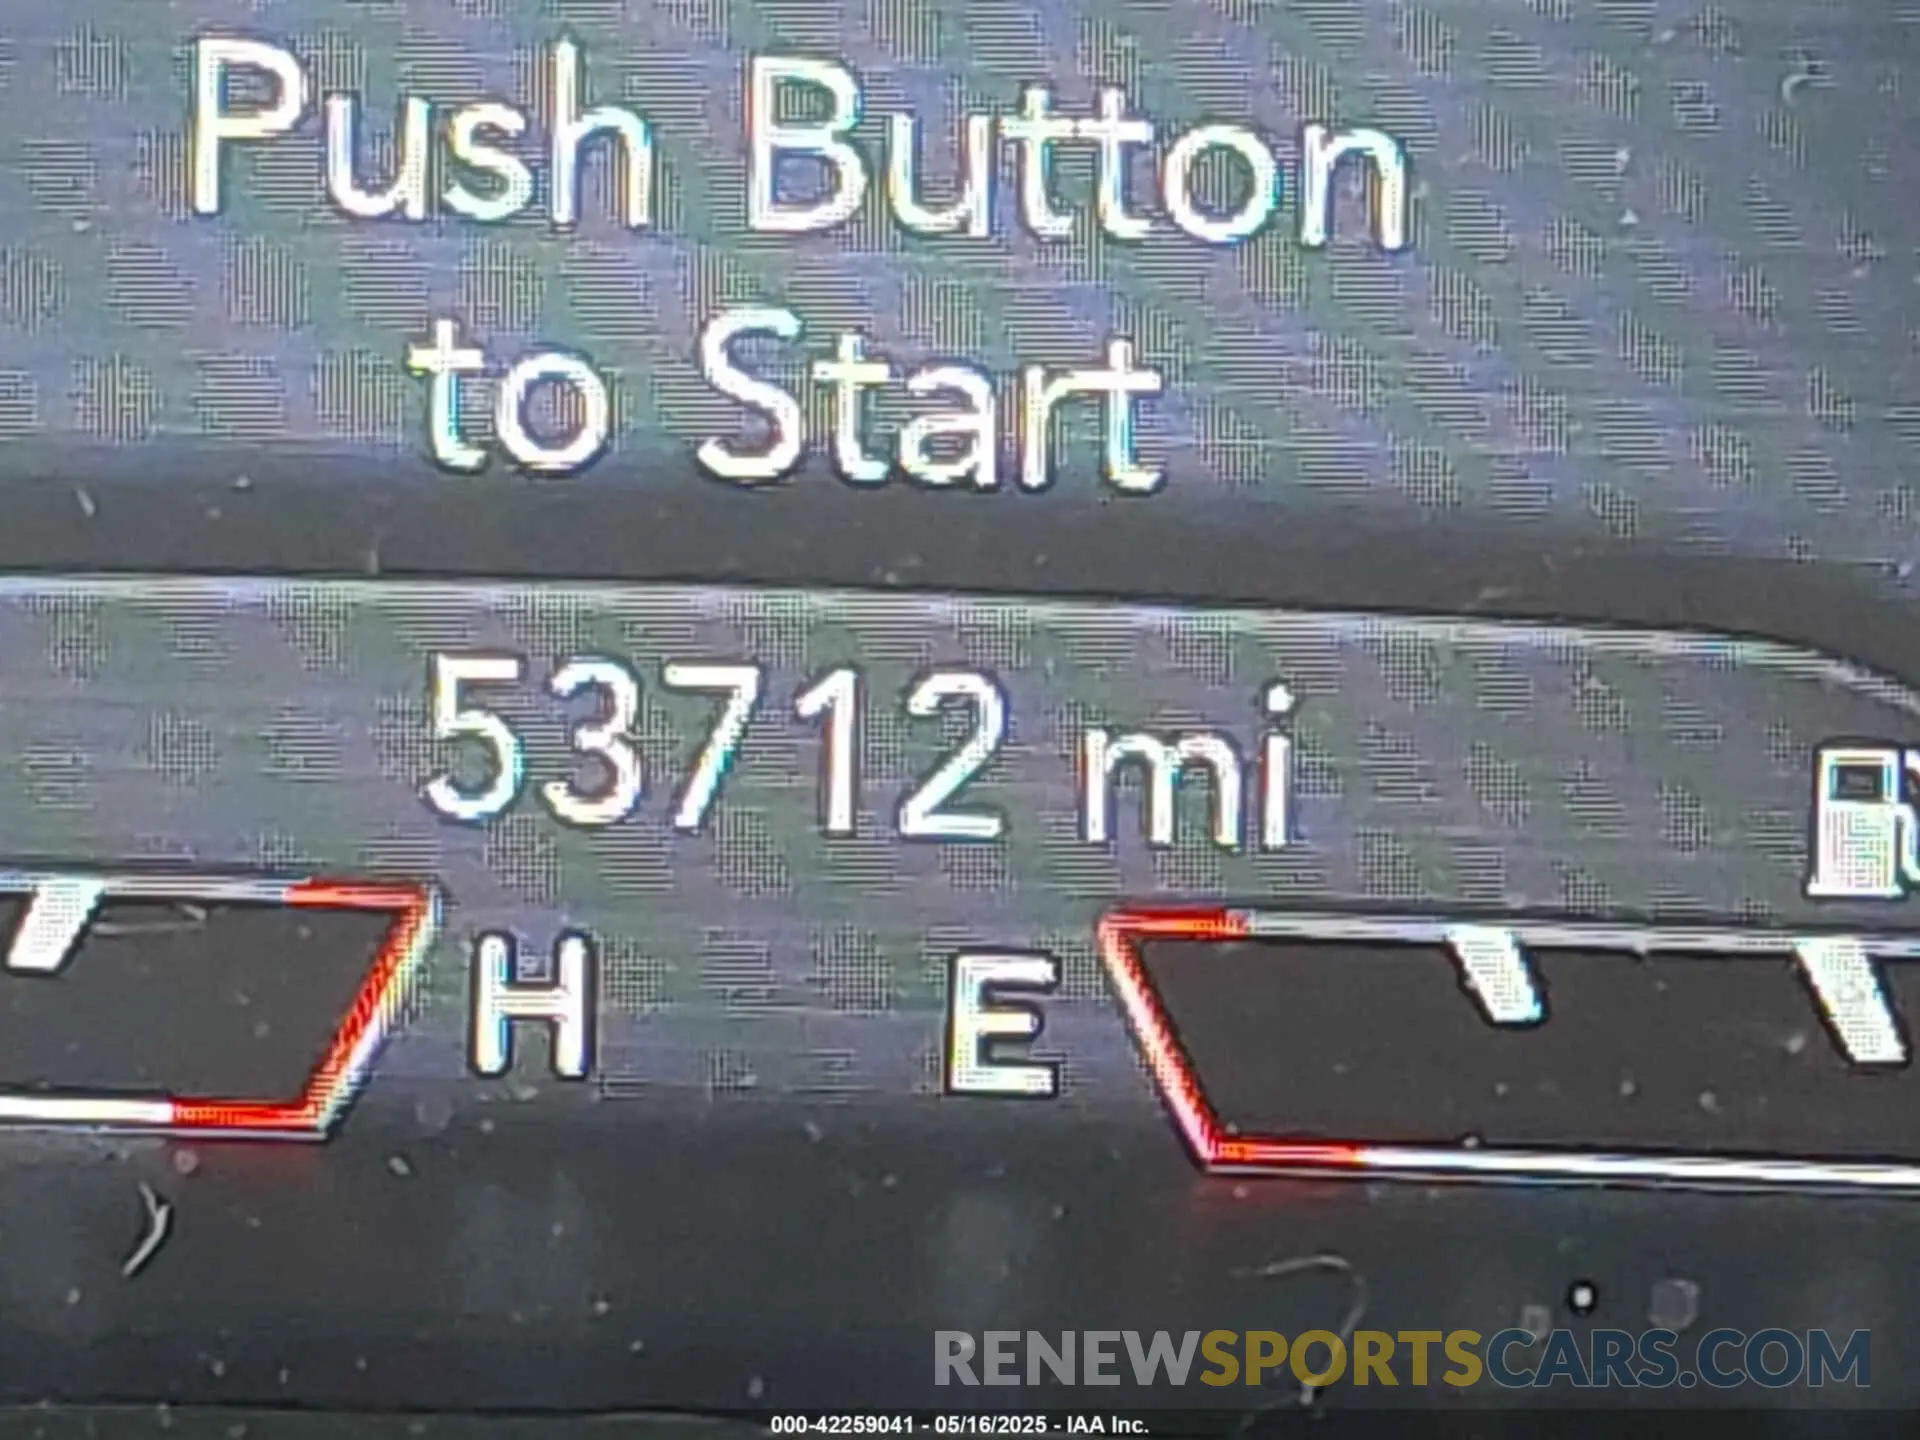 Push Button
to Start
53712 mi
H
E
RENEWSPORTSCARS.COM
000-42259041 - 05/16/2025 - IAA Inc.